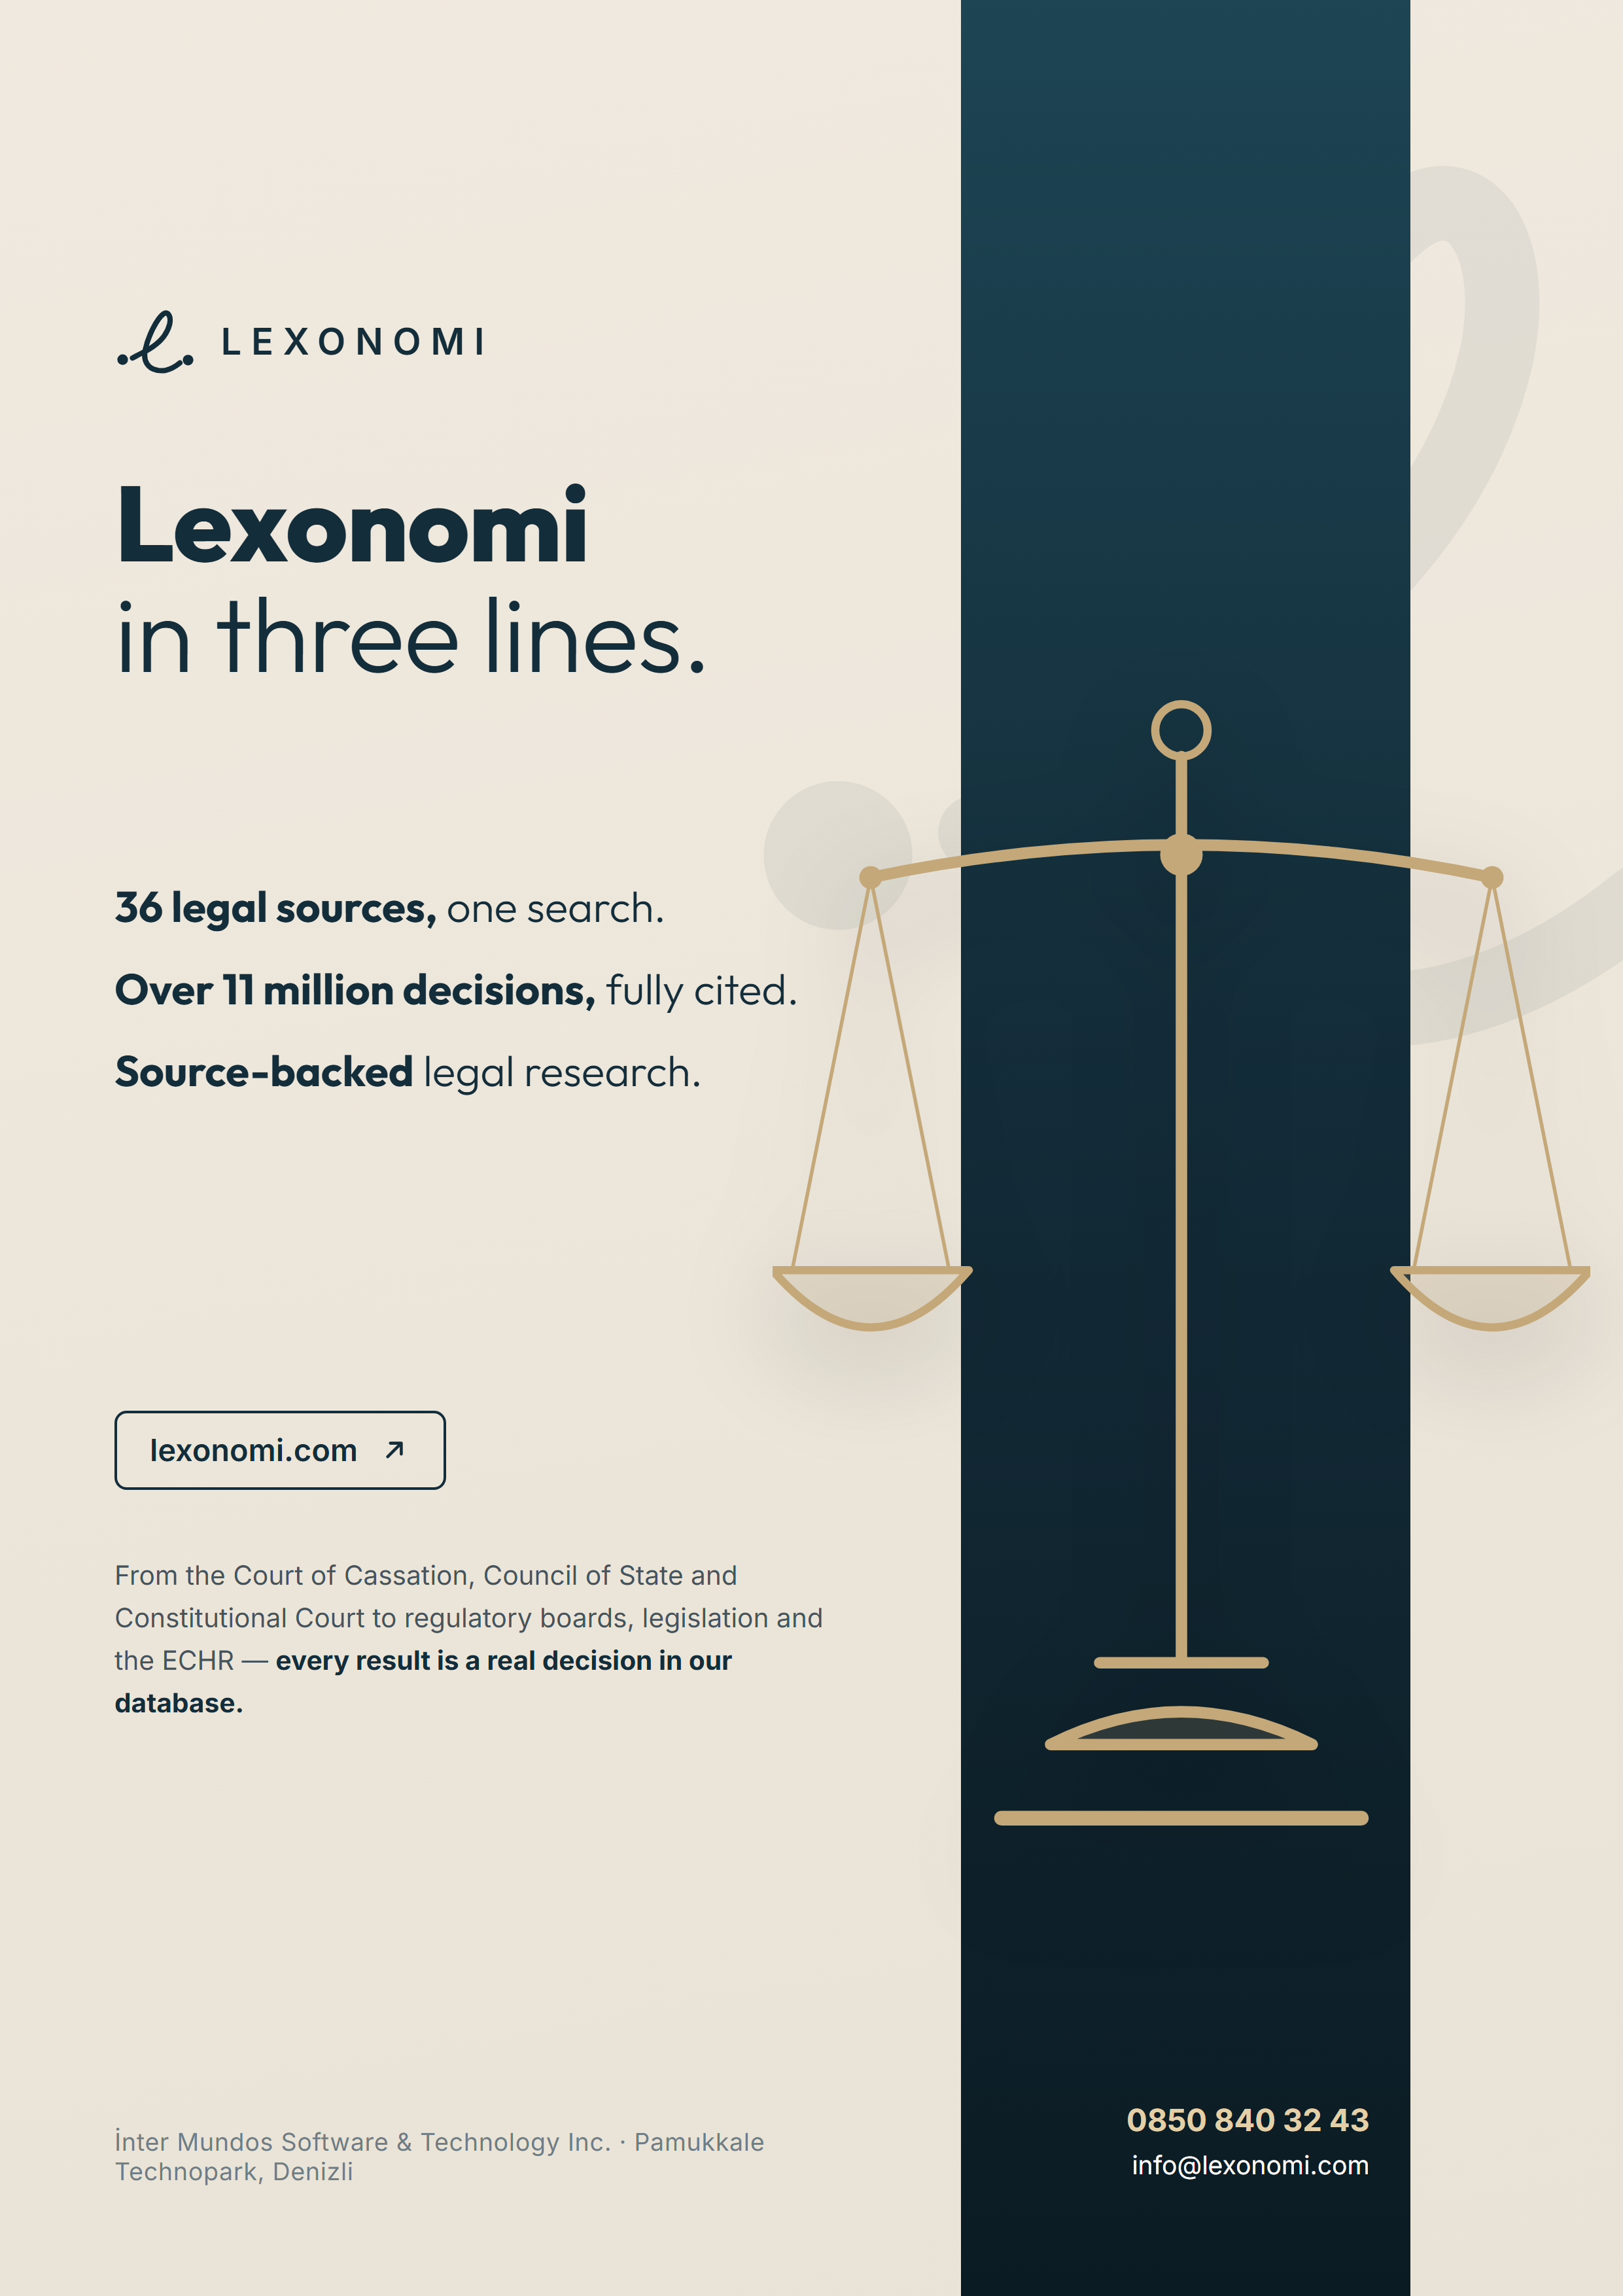 LEXONOMI
Lexonomi
in three lines.
36 legal sources, one search.
Over 11 million decisions, fully cited.
Source-backed legal research.
lexonomi.com
From the Court of Cassation, Council of State and
Constitutional Court to regulatory boards, legislation and
the ECHR — every result is a real decision in our
database.
İnter Mundos Software & Technology Inc. · Pamukkale
Technopark, Denizli
0850 840 32 43
info@lexonomi.com